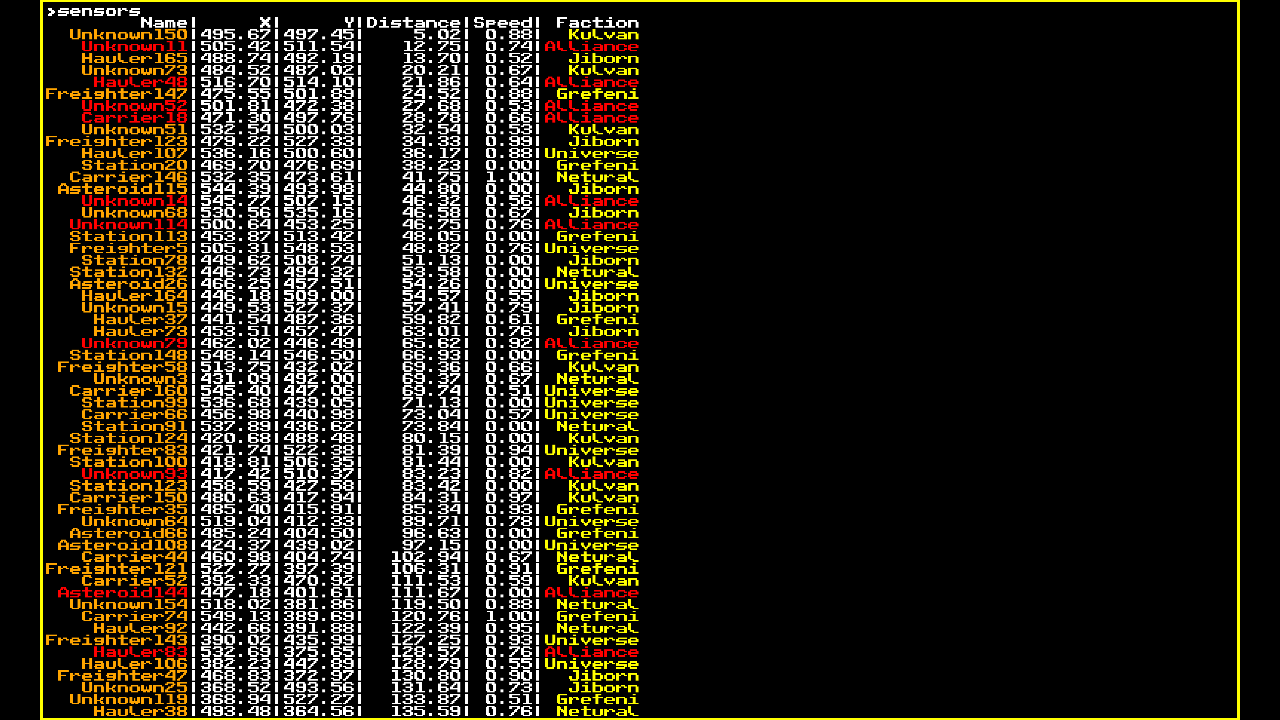 >sensors
Name| X| Y|Distance|Speed| Faction
Unknown150|495.67|497.45| 5.02| 0.88| Kulvan
Unknown11|505.42|511.54| 12.75| 0.74|Alliance
Hauler165|488.74|492.19| 13.70| 0.52| Jiborn
Unknown73|484.52|487.02| 20.21| 0.67| Kulvan
Hauler48|516.70|514.10| 21.86| 0.64|Alliance
Freighter147|475.55|501.89| 24.52| 0.88| Grefeni
Unknown52|501.81|472.38| 27.68| 0.53|Alliance
Carrier18|471.30|497.76| 28.78| 0.66|Alliance
Unknown51|532.54|500.03| 32.54| 0.53| Kulvan
Freighter123|479.22|527.33| 34.33| 0.89| Jiborn
Hauler107|536.16|500.60| 36.17| 0.88|Universe
Station20|469.70|476.69| 38.23| 0.00| Grefeni
Carrier146|532.35|473.61| 41.75| 1.00| Netural
Asteroid115|544.39|493.98| 44.80| 0.00| Jiborn
Unknown14|545.77|507.15| 46.32| 0.56|Alliance
Unknown68|530.56|535.16| 46.58| 0.67| Jiborn
Unknown114|500.64|453.25| 46.75| 0.76|Alliance
Station113|453.87|513.42| 48.05| 0.00| Grefeni
Freighter5|505.31|548.53| 48.82| 0.76|Universe
Station78|449.62|508.74| 51.13| 0.00| Jiborn
Station132|446.73|494.32| 53.58| 0.00| Netural
Asteroid26|466.25|457.51| 54.26| 0.00|Universe
Hauler164|446.18|509.00| 54.57| 0.55| Jiborn
Unknown15|449.53|527.37| 57.41| 0.79| Jiborn
Hauler37|441.54|487.36| 59.82| 0.61| Grefeni
Hauler73|453.51|457.47| 63.01| 0.76| Jiborn
Unknown79|462.02|446.49| 65.62| 0.92|Alliance
Station148|548.14|546.50| 66.93| 0.00| Grefeni
Freighter58|513.75|432.02| 69.36| 0.66| Kulvan
Unknown3|431.09|492.00| 69.37| 0.67| Netural
Carrier160|545.40|447.06| 69.74| 0.51|Universe
Station99|536.68|439.05| 71.13| 0.00|Universe
Carrier66|456.98|440.98| 73.04| 0.57|Universe
Station91|537.89|436.62| 73.84| 0.00| Netural
Station124|420.68|488.48| 80.15| 0.00| Kulvan
Freighter83|421.74|522.38| 81.39| 0.94|Universe
Station100|418.81|506.35| 81.44| 0.00| Kulvan
Unknown93|417.42|510.37| 83.23| 0.82|Alliance
Station123|458.54|427.58| 83.42| 0.00| Kulvan
Carrier150|480.63|417.94| 84.31| 0.97| Kulvan
Freighter35|485.40|415.91| 85.34| 0.93| Grefeni
Unknown64|519.04|412.33| 89.71| 0.78|Universe
Asteroid66|485.24|404.50| 96.63| 0.00| Grefeni
Asteroid108|424.37|439.02| 97.15| 0.00|Universe
Carrier44|460.38|404.74| 102.94| 0.67| Netural
Freighter121|527.77|397.39| 106.31| 0.91| Grefeni
Carrier52|392.33|470.92| 111.53| 0.59| Kulvan
Asteroid144|447.18|401.61| 111.67| 0.00|Alliance
Unknown154|518.02|381.86| 119.50| 0.88| Netural
Carrier74|549.13|389.69| 120.76| 1.00| Grefeni
Hauler92|442.66|391.88| 122.39| 0.95| Netural
Freighter143|390.02|435.99| 127.25| 0.93|Universe
Hauler83|532.69|375.65| 128.57| 0.76|Alliance
Hauler106|382.23|447.89| 128.79| 0.55|Universe
Freighter47|468.83|372.97| 130.80| 0.90| Jiborn
Unknown25|368.52|493.56| 131.64| 0.73| Jiborn
Unknown119|368.94|527.22| 133.87| 0.51| Grefeni
Hauler38|493.48|364.56| 135.59| 0.76| Netural